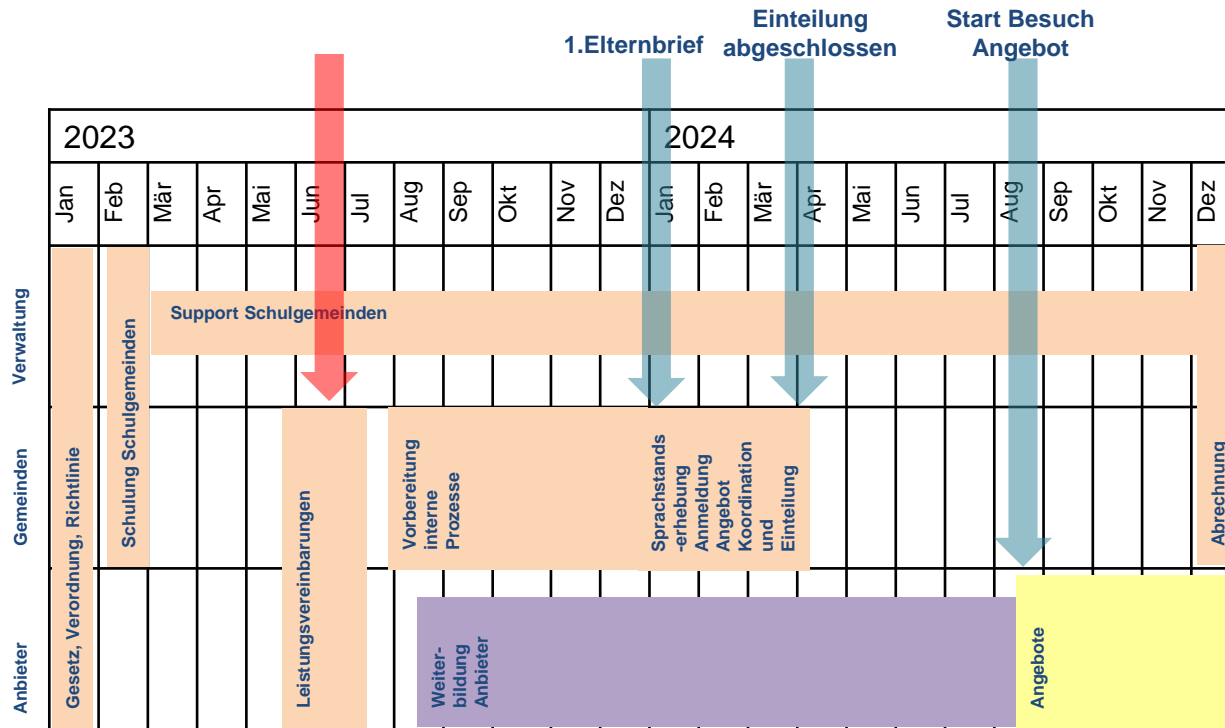 1.Elternbrief
Einteilung
abgeschlossen
Start Besuch
Angebot
2023
2024
Jan
Feb
Mär
Apr
Mai
Jun
Jul
Aug
Sep
Okt
Nov
Dez
Jan
Feb
Mär
Apr
Mai
Jun
Jul
Aug
Sep
Okt
Nov
Dez
Verwaltung
Support Schulgemeinden
Gemeinden
Gesetz, Verordnung, Richtlinie
Schulung Schulgemeinden
Leistungsvereinbarungen
Vorbereitung
interne
Prozesse
Sprachstands
-erhebung
Anmeldung
Angebot
Koordination
und
Einteilung
Abrechnung
Anbieter
Weiter-
bildung
Anbieter
Angebote